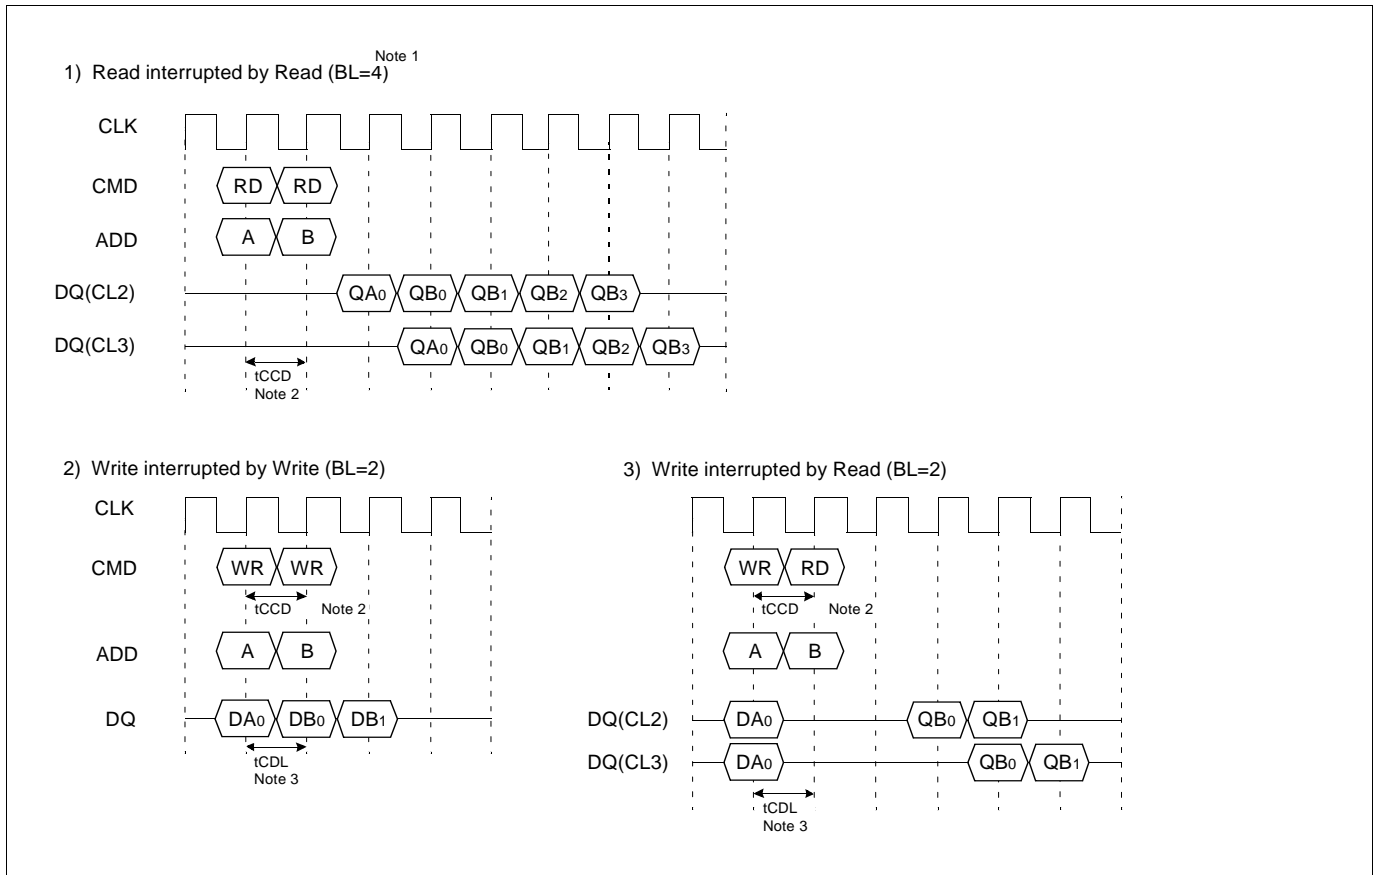 1) Read interrupted by Read (BL=4) Note 1
CLK
CMD RD RD
ADD A B
DQ(CL2) QA0 QB0 QB1 QB2 QB3
DQ(CL3) QA0 QB0 QB1 QB2 QB3
tCCD
Note 2
2) Write interrupted by Write (BL=2)
CLK
CMD WR WR
tCCD Note 2
ADD A B
DQ DA0 DB0 DB1
tCDL
Note 3
3) Write interrupted by Read (BL=2)
WR RD
tCCD Note 2
A B
DQ(CL2) DA0 QB0 QB1
DQ(CL3) DA0 QB0 QB1
tCDL
Note 3